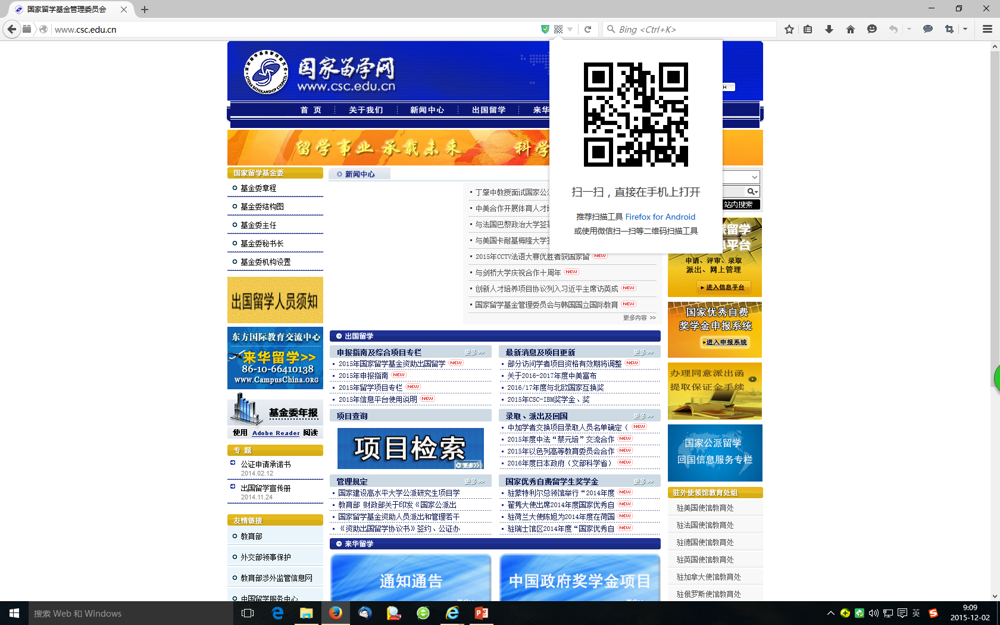 国家留学基金管理委员会
www.csc.edu.cn
Bing <Ctrl+K>
国家留学网
www.csc.edu.cn
首 页
关于我们
新闻中心
出国留学
来华
留学事业 承载未来 科学
扫一扫，直接在手机上打开
推荐扫描工具 Firefox for Android
或使用微信扫一扫等二维码扫描工具
国家留学基金委
基金委章程
基金委结构图
基金委主任
基金委秘书长
基金委机构设置
出国留学人员须知
东方国际教育交流中心
来华留学>>
86-10-66410138
www.CampusChina.org
基金委年报
使用 Adobe Reader 阅读
专 题
公证申请承诺书
2014.02.12
出国留学宣传册
2014.11.24
友情链接
教育部
外交部领事保护
教育部涉外监管信息网
中国留学服务中心
新闻中心
丁肇中教授面试国家公
中美合作开展体育人才
与法国巴黎政治大学签
与美国卡耐基梅隆大学
2015年CCTV法语大赛优胜者获国家留 NEW
与剑桥大学庆祝合作十周年 NEW
创新人才培养项目协议列入习近平主席访英成 NEW
国家留学基金管理委员会与韩国国立国际教育 NEW
更多内容 >>
出国留学
申报指南及综合项目专栏 更多>>
2015年国家留学基金资助出国留学 NEW
2015年申报指南 NEW
2015年留学项目专栏 NEW
2015年信息平台使用说明 NEW
最新消息及项目更新 更多>>
部分访问学者项目资格有效期将调整 NEW
关于2016-2017年度中美富布
2016/17年度与北欧国家互换奖
2015年CSC-IBM奖学金、奖
项目查询
项目检索
更多>>
录取、派出及回国 更多>>
中加学者交换项目录取人员名单确定（ NEW
2015年度中法“蔡元培”交流合作 NEW
2015年以色列高等教育委员会合作 NEW
2016年度日本政府（文部科学省） NEW
管理规定 更多>>
国家建设高水平大学公派研究生项目学
教育部 财政部关于印发《国家公派出
国家留学基金资助人员派出和管理若干
《资助出国留学协议书》签约、公证办
国家优秀自费留学生奖学金 更多>>
驻蒙特利尔总领馆举行“2014年度 NEW
翟隽大使出席2014年度国家优秀自 NEW
驻荷兰大使陈旭为2014年度在荷国 NEW
驻瑞士馆区2014年度“国家优秀自 NEW
来华留学
通知通告
中国政府奖学金项目
站内搜索
派留学
息平台
申请、评审、录取
派出、网上管理
进入信息平台
国家优秀自费
奖学金申报系统
进入申报系统
办理同意派出函
提取保证金手续
国家公派留学
回国信息服务专栏
驻外使领馆教育处组
驻美国使馆教育处
驻法国使馆教育处
驻德国使馆教育处
驻英国使馆教育处
驻加拿大使馆教育处
驻俄罗斯使馆教育处
搜索 Web 和 Windows
英
9:09
2015-12-02